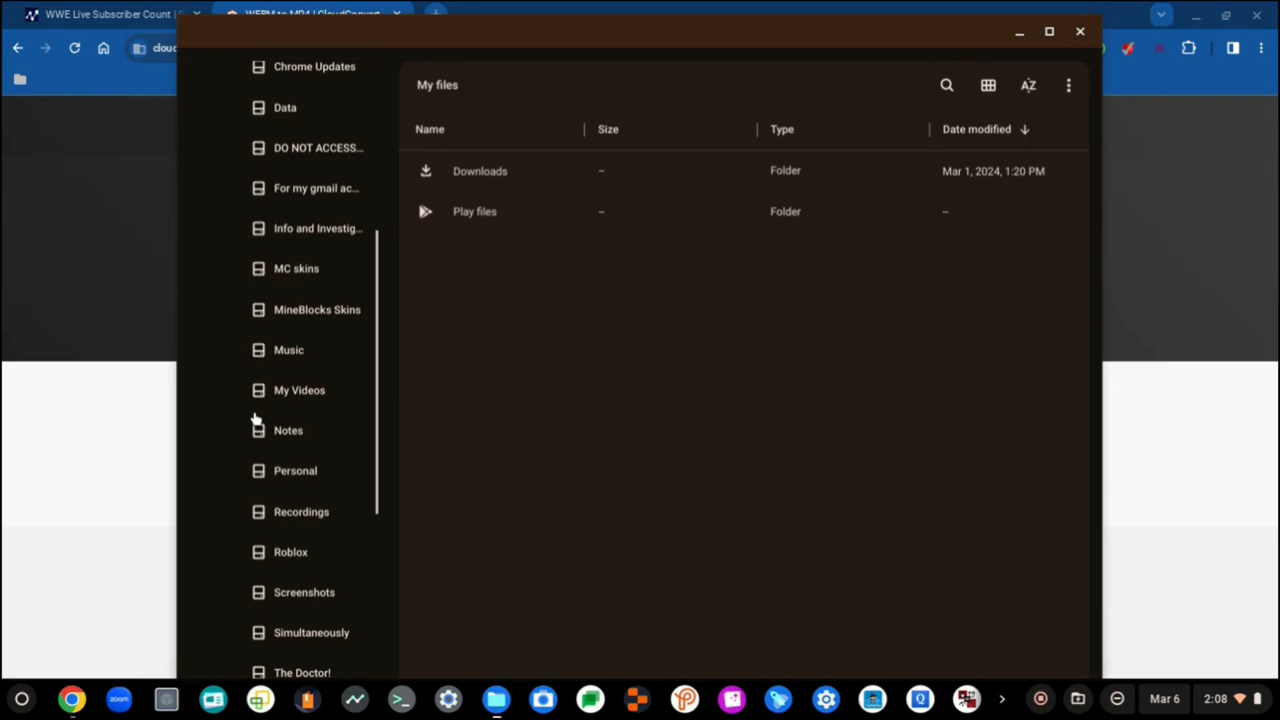 WWE Live Subscriber Count |
WEBM to MP4 | CloudConvert
cloud
Chrome Updates
Data
DO NOT ACCESS...
For my gmail ac...
Info and Investig...
MC skins
MineBlocks Skins
Music
My Videos
Notes
Personal
Recordings
Roblox
Screenshots
Simultaneously
The Doctor!
My files
AZ
Name Size Type Date modified
Downloads -- Folder Mar 1, 2024, 1:20 PM
Play files -- Folder --
zoom
Mar 6 2:08